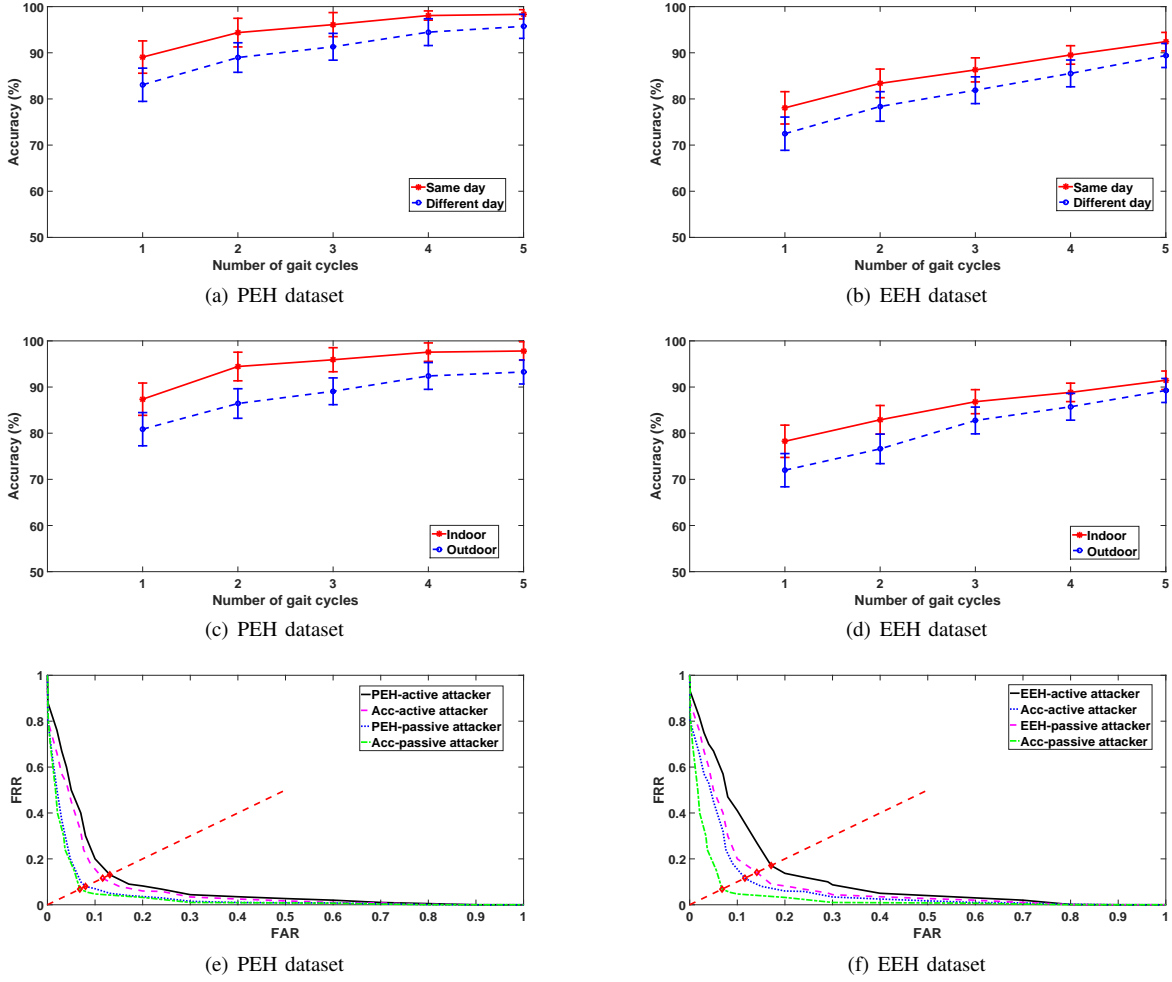 100
90
80
70
60
50
Accuracy (%)
1 2 3 4 5
Number of gait cycles
Same day
Different day
(a) PEH dataset
100
90
80
70
60
50
Accuracy (%)
1 2 3 4 5
Number of gait cycles
Same day
Different day
(b) EEH dataset
100
90
80
70
60
50
Accuracy (%)
1 2 3 4 5
Number of gait cycles
Indoor
Outdoor
(c) PEH dataset
100
90
80
70
60
50
Accuracy (%)
1 2 3 4 5
Number of gait cycles
Indoor
Outdoor
(d) EEH dataset
1
0.8
0.6
0.4
0.2
0
FRR
0 0.1 0.2 0.3 0.4 0.5 0.6 0.7 0.8 0.9 1
FAR
PEH-active attacker
Acc-active attacker
PEH-passive attacker
Acc-passive attacker
(e) PEH dataset
1
0.8
0.6
0.4
0.2
0
FRR
0 0.1 0.2 0.3 0.4 0.5 0.6 0.7 0.8 0.9 1
FAR
EEH-active attacker
Acc-active attacker
EEH-passive attacker
Acc-passive attacker
(f) EEH dataset